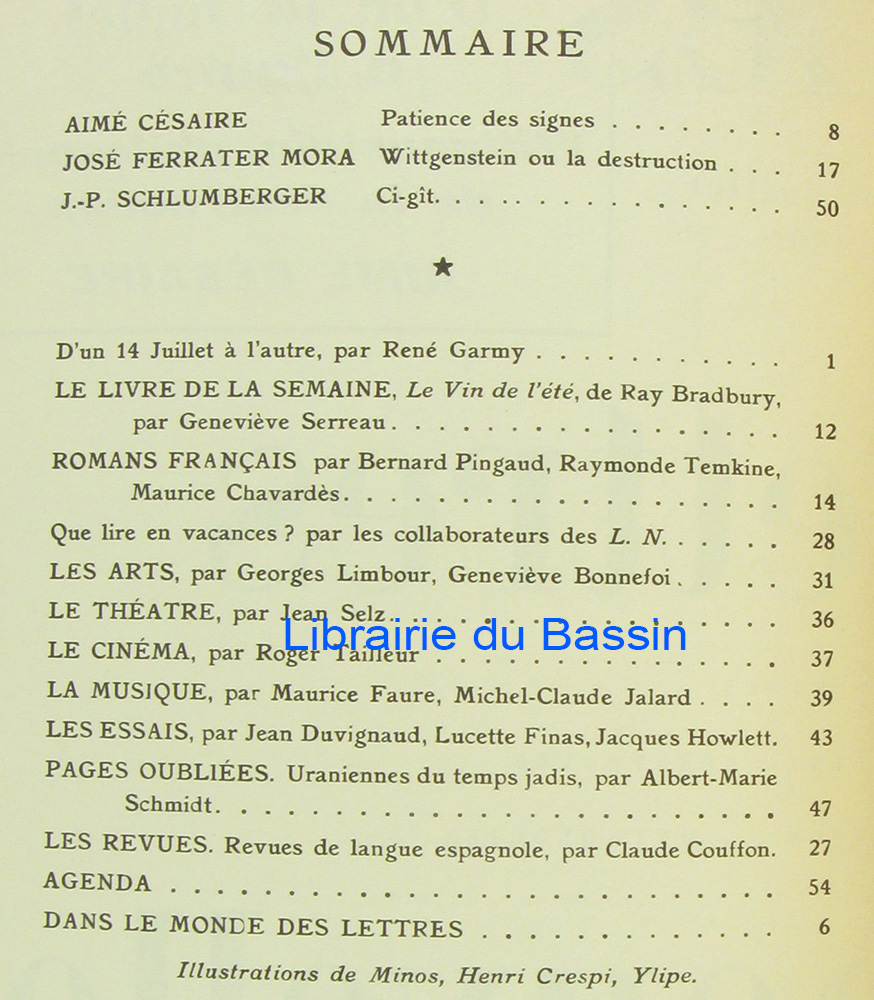 SOMMAIRE
AIMÉ CÉSAIRE Patience des signes . . . . . . . . 8
JOSÉ FERRATER MORA Wittgenstein ou la destruction . . . 17
J.-P. SCHLUMBERGER Ci-gît. . . . . . . . . . . . . . . . 50
★
D'un 14 Juillet à l'autre, par René Garmy . . . . . . . . . . . 1
LE LIVRE DE LA SEMAINE, Le Vin de l'été, de Ray Bradbury,
par Geneviève Serreau. . . . . . . . . . . . . . . . . 12
ROMANS FRANÇAIS par Bernard Pingaud, Raymonde Temkine,
Maurice Chavardès. . . . . . . . . . . . . . . . . . . 14
Que lire en vacances ? par les collaborateurs des L. N. . . . . . 28
LES ARTS, par Georges Limbour, Geneviève Bonnefoi . . . . . 31
LE THÉATRE, par Jean Selz. . . . . . . . . . . . . . . . . . 36
Librairie du Bassin
LE CINÉMA, par Roger Tailleur . . . . . . . . . . . . . . . 37
LA MUSIQUE, par Maurice Faure, Michel-Claude Jalard . . . . 39
LES ESSAIS, par Jean Duvignaud, Lucette Finas, Jacques Howlett. 43
PAGES OUBLIÉES. Uraniennes du temps jadis, par Albert-Marie
Schmidt. . . . . . . . . . . . . . . . . . . . . . . . 47
LES REVUES. Revues de langue espagnole, par Claude Couffon. 27
AGENDA . . . . . . . . . . . . . . . . . . . . . . . . . . 54
DANS LE MONDE DES LETTRES . . . . . . . . . . . . . 6
Illustrations de Minos, Henri Crespi, Ylipe.